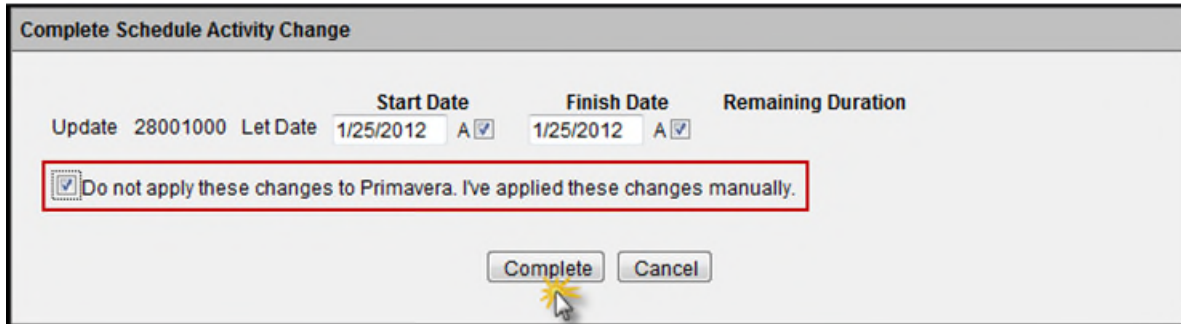 Complete Schedule Activity Change
Start Date Finish Date Remaining Duration
Update 28001000 Let Date 1/25/2012 A 1/25/2012 A
Do not apply these changes to Primavera. I've applied these changes manually.
Complete Cancel